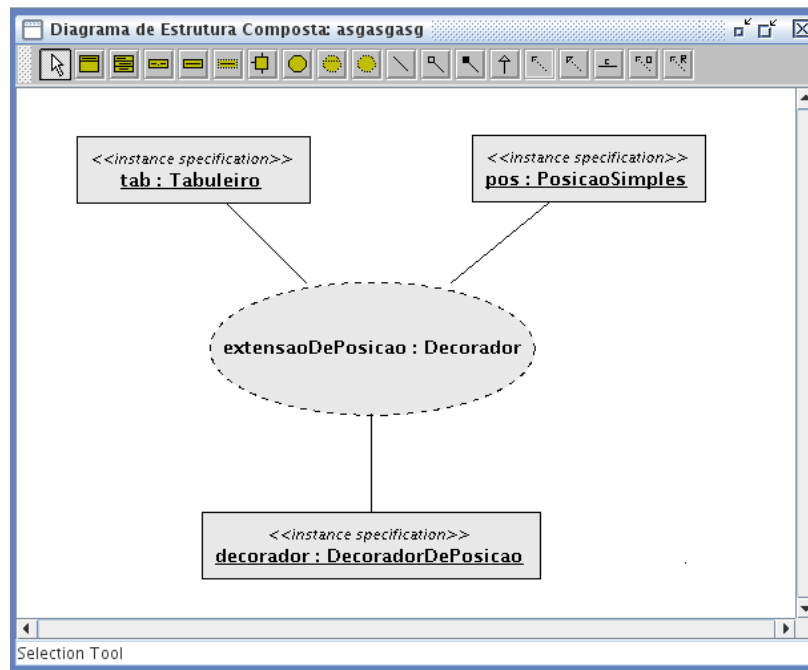 Diagrama de Estrutura Composta: asgasgasg
<<instance specification>>
tab : Tabuleiro
<<instance specification>>
pos : PosicaoSimples
extensaoDePosicao : Decorador
<<instance specification>>
decorador : DecoradorDePosicao
Selection Tool